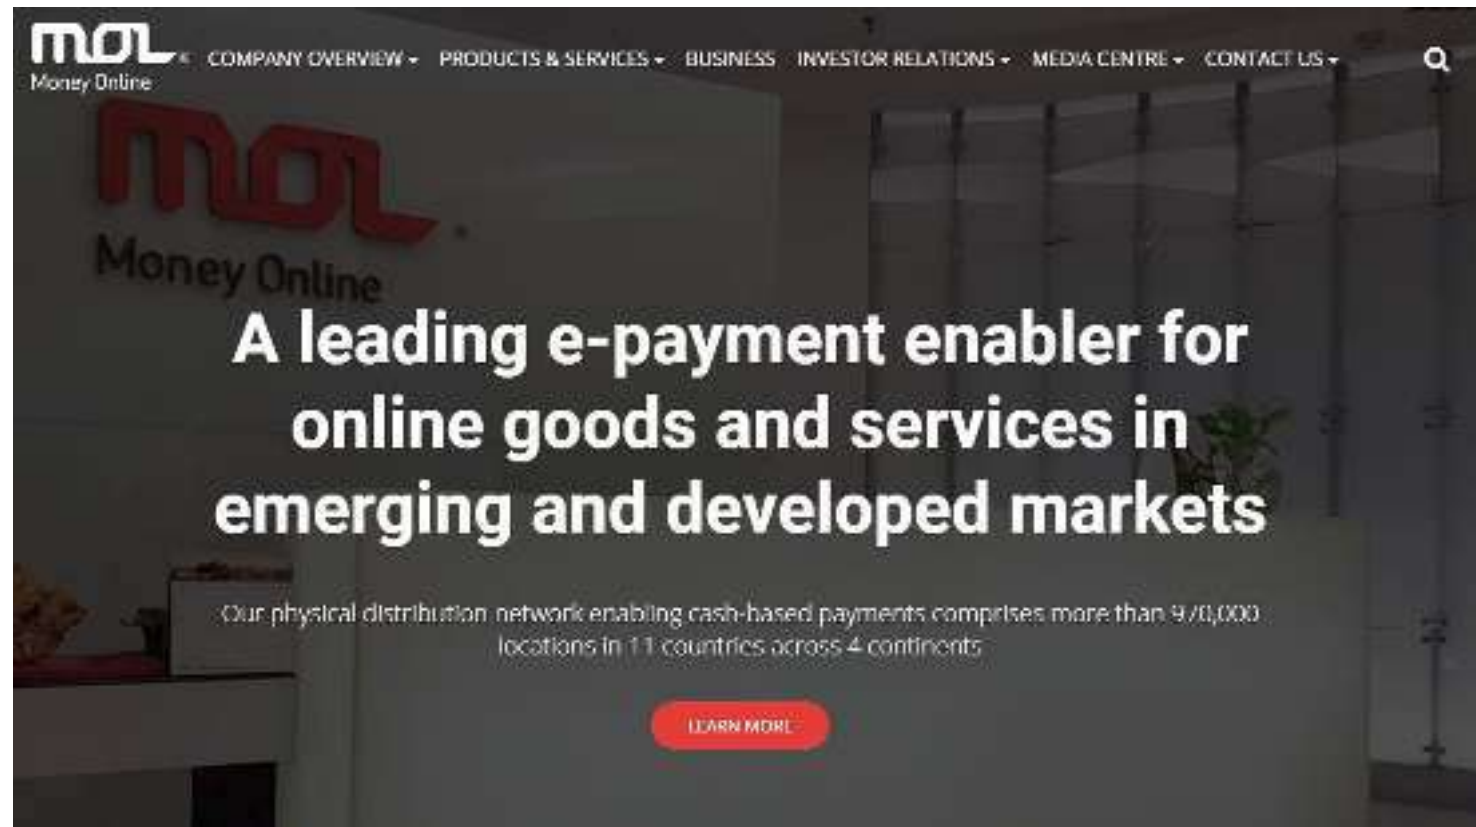 mol
Money Online
COMPANY OVERVIEW PRODUCTS & SERVICES BUSINESS INVESTOR RELATIONS MEDIA CENTRE CONTACT US
mol
Money Online
A leading e-payment enabler for
online goods and services in
emerging and developed markets
Our physical distribution network enabling cash-based payments comprises more than 970,000
locations in 11 countries across 4 continents
LEARN MORE